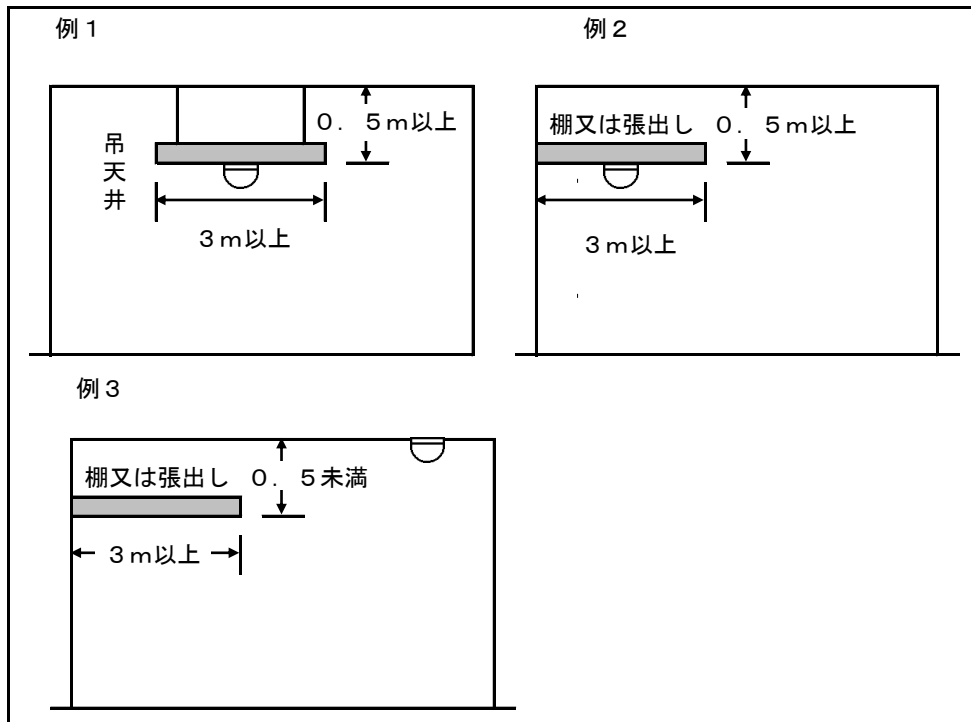 例１
例２
０．５ｍ以上
吊天井
３ｍ以上
棚又は張出し ０．５ｍ以上
３ｍ以上
例３
棚又は張出し ０．５未満
３ｍ以上